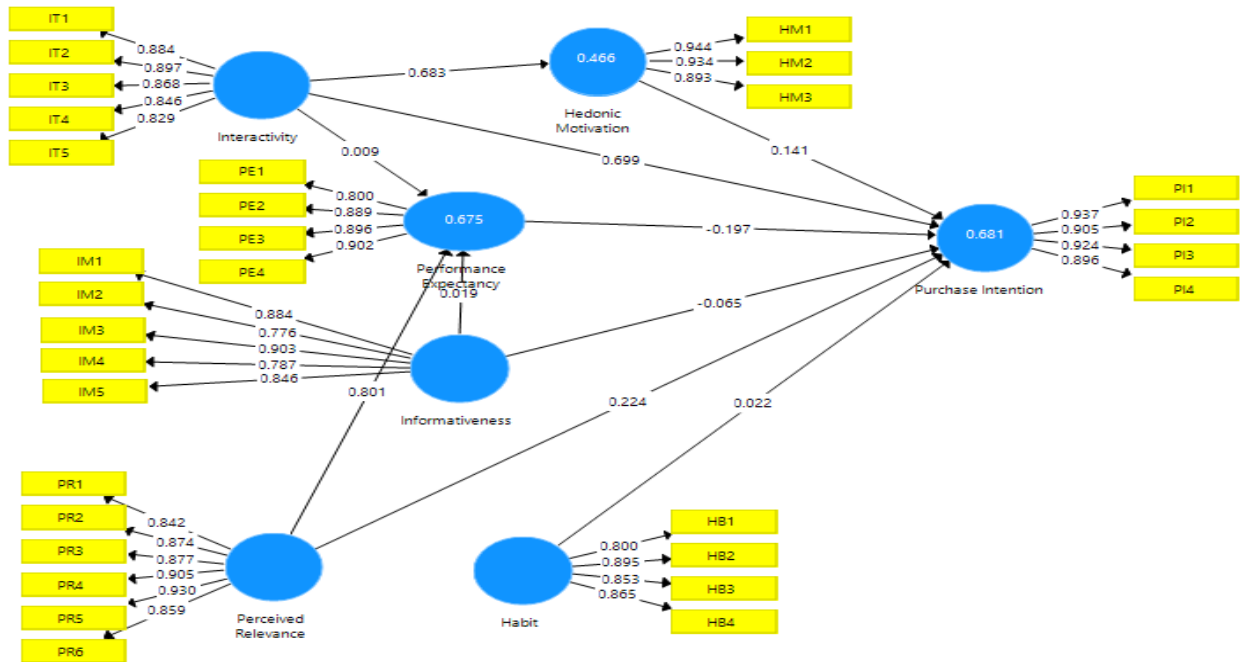 IT1
IT2
IT3
IT4
IT5
0.884
0.897
0.868
0.846
0.829
Interactivity
0.683
0.466
Hedonic
Motivation
0.944
0.934
0.893
HM1
HM2
HM3
0.009
0.699
0.141
PE1
PE2
PE3
PE4
0.800
0.889
0.896
0.902
0.675
Performance
Expectancy
-0.197
0.681
Purchase Intention
0.937
0.905
0.924
0.896
PI1
PI2
PI3
PI4
IM1
IM2
IM3
IM4
IM5
0.884
0.776
0.903
0.787
0.846
0.019
Informativeness
-0.065
0.801
0.224
0.022
PR1
PR2
PR3
PR4
PR5
PR6
0.842
0.874
0.877
0.905
0.930
0.859
Perceived
Relevance
Habit
0.800
0.895
0.853
0.865
HB1
HB2
HB3
HB4